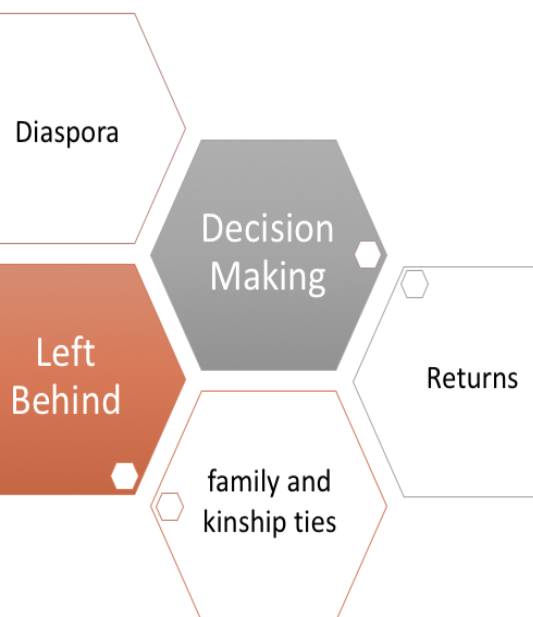 Diaspora
Decision
Making
Left
Behind
Returns
family and
kinship ties